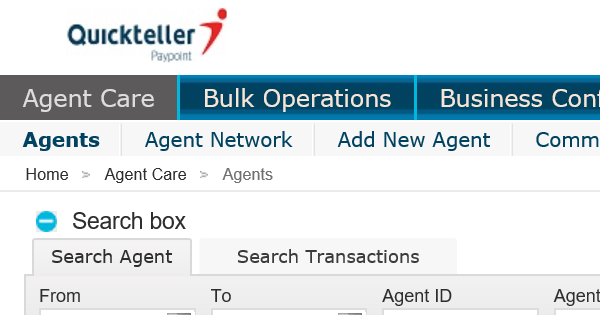 Quickteller
Paypoint
Agent Care Bulk Operations Business Conf
Agents Agent Network Add New Agent Comm
Home > Agent Care > Agents
Search box
Search Agent Search Transactions
From To Agent ID Agent